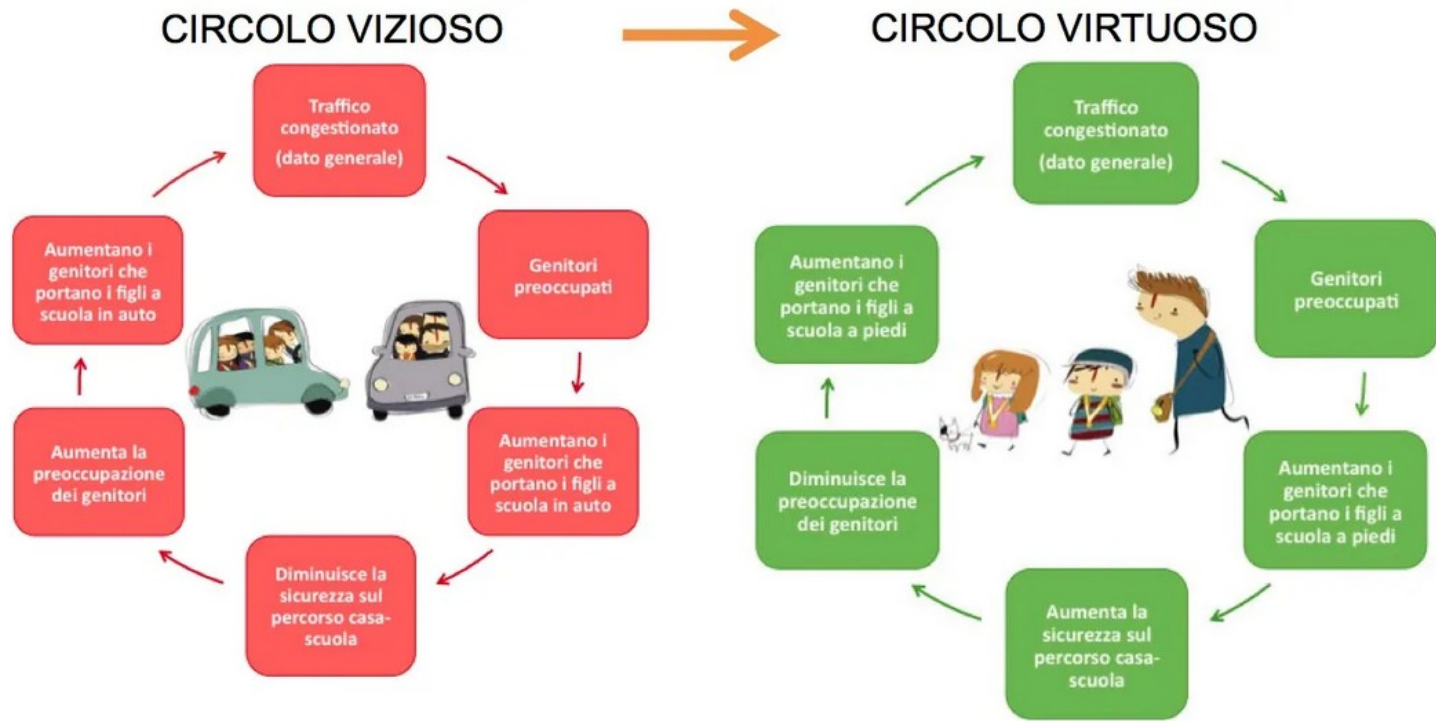 CIRCOLO VIZIOSO
Traffico
congestionato
(dato generale)
Genitori
preoccupati
Aumentano i
genitori che
portano i figli a
scuola in auto
Diminuisce la
sicurezza sul
percorso casa-
scuola
Aumenta la
preoccupazione
dei genitori
Aumentano i
genitori che
portano i figli a
scuola in auto
CIRCOLO VIRTUOSO
Traffico
congestionato
(dato generale)
Genitori
preoccupati
Aumentano i
genitori che
portano i figli a
scuola a piedi
Aumenta la
sicurezza sul
percorso casa-
scuola
Diminuisce la
preoccupazione
dei genitori
Aumentano i
genitori che
portano i figli a
scuola a piedi